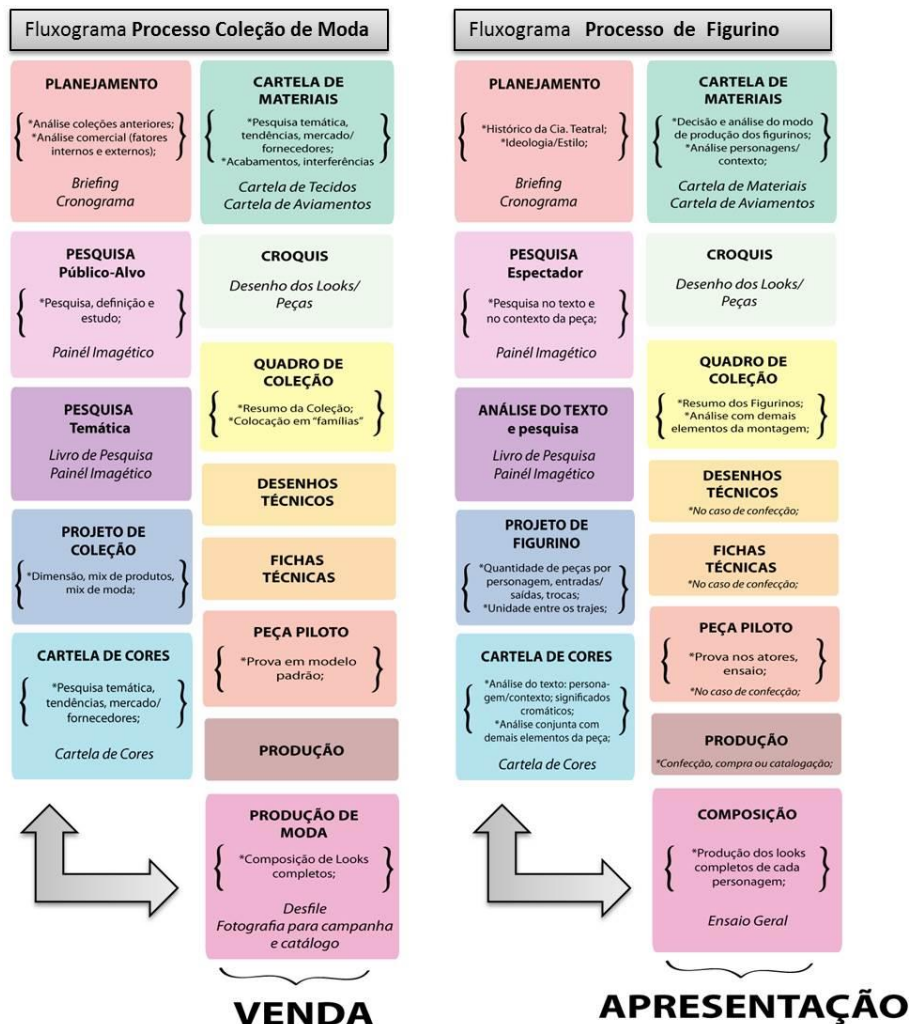 Fluxograma Processo Coleção de Moda
PLANEJAMENTO
*Análise coleções anteriores;
*Análise comercial (fatores
internos e externos);
Briefing
Cronograma
PESQUISA
Público-Alvo
*Pesquisa, definição e
estudo;
Painél Imagético
PESQUISA
Temática
Livro de Pesquisa
Painél Imagético
PROJETO DE
COLEÇÃO
*Dimensão, mix de produtos,
mix de moda;
CARTELA DE CORES
*Pesquisa temática,
tendências, mercado/
fornecedores;
Cartela de Cores
CARTELA DE
MATERIAIS
*Pesquisa temática,
tendências, mercado/
fornecedores;
*Acabamentos, interferências
Cartela de Tecidos
Cartela de Aviamentos
CROQUIS
Desenho dos Looks/
Peças
QUADRO DE
COLEÇÃO
*Resumo da Coleção;
*Colocação em "famílias"
DESENHOS
TÉCNICOS
FICHAS
TÉCNICAS
PEÇA PILOTO
*Prova em modelo
padrão;
PRODUÇÃO
PRODUÇÃO DE
MODA
*Composição de Looks
completos;
Desfile
Fotografia para campanha
e catálogo
VENDA
Fluxograma Processo de Figurino
PLANEJAMENTO
*Histórico da Cia. Teatral;
*Ideologia/Estilo;
Briefing
Cronograma
PESQUISA
Espectador
*Pesquisa no texto e
no contexto da peça;
Painél Imagético
ANÁLISE DO TEXTO
e pesquisa
Livro de Pesquisa
Painél Imagético
PROJETO DE
FIGURINO
*Quantidade de peças por
personagem, entradas/
saídas, trocas;
*Unidade entre os trajes;
CARTELA DE CORES
*Análise do texto: persona-
gem/contexto; significados
cromáticos;
*Análise conjunta com
demais elementos da peça;
Cartela de Cores
CARTELA DE
MATERIAIS
*Decisão e análise do modo
de produção dos figurinos;
*Análise personagens/
contexto;
Cartela de Materiais
Cartela de Aviamentos
CROQUIS
Desenho dos Looks/
Peças
QUADRO DE
COLEÇÃO
*Resumo dos Figurinos;
*Análise com demais
elementos da montagem;
DESENHOS
TÉCNICOS
*No caso de confecção;
FICHAS
TÉCNICAS
*No caso de confecção;
PEÇA PILOTO
*Prova nos atores,
ensaio;
*No caso de confecção;
PRODUÇÃO
*Confecção, compra ou catalogação;
COMPOSIÇÃO
*Produção dos looks
completos de cada
personagem;
Ensaio Geral
APRESENTAÇÃO